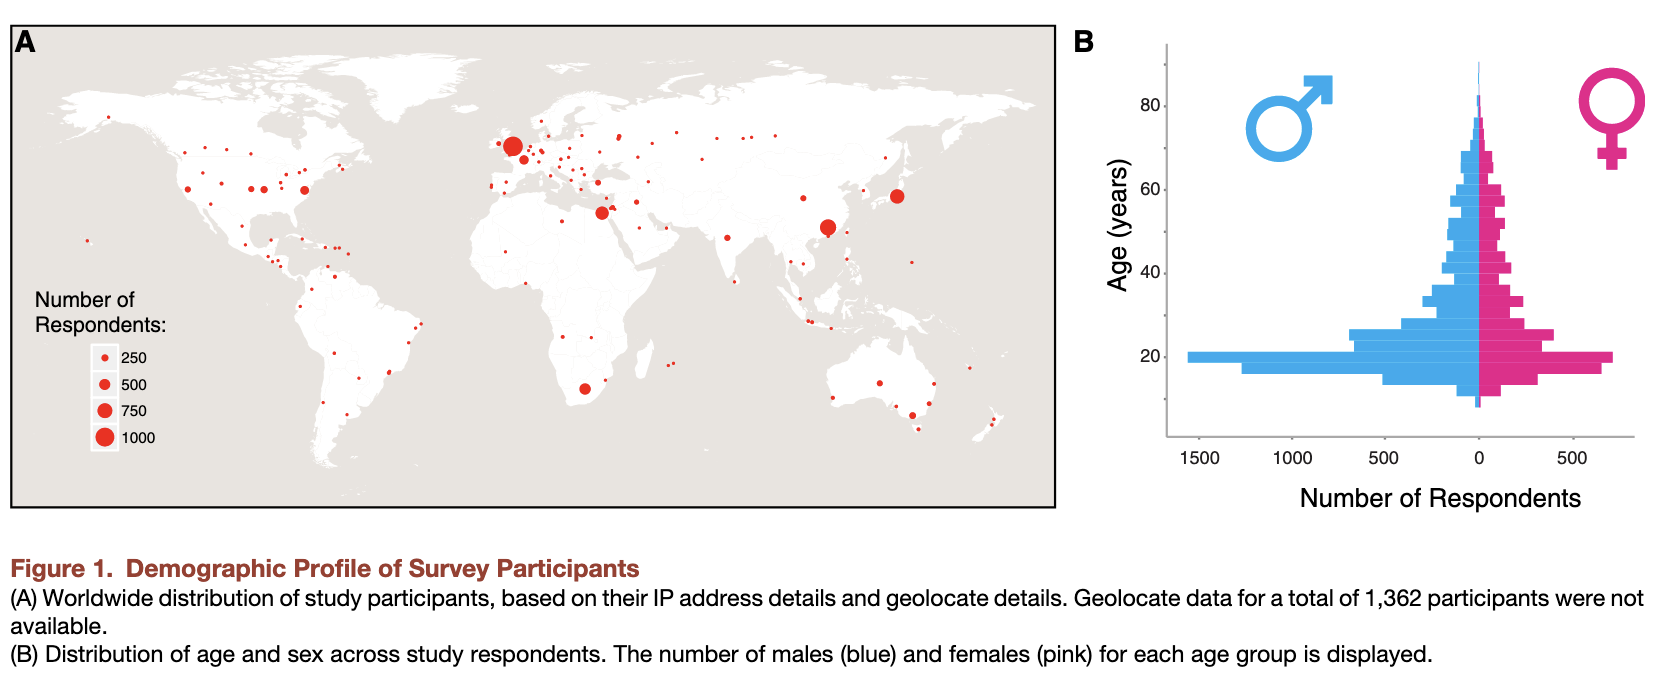 A
Number of
Respondents:
250
500
750
1000
B
Age (years)
80
60
40
20
1500 1000 500 0 500
Number of Respondents
Figure 1. Demographic Profile of Survey Participants
(A) Worldwide distribution of study participants, based on their IP address details and geolocate details. Geolocate data for a total of 1,362 participants were not
available.
(B) Distribution of age and sex across study respondents. The number of males (blue) and females (pink) for each age group is displayed.